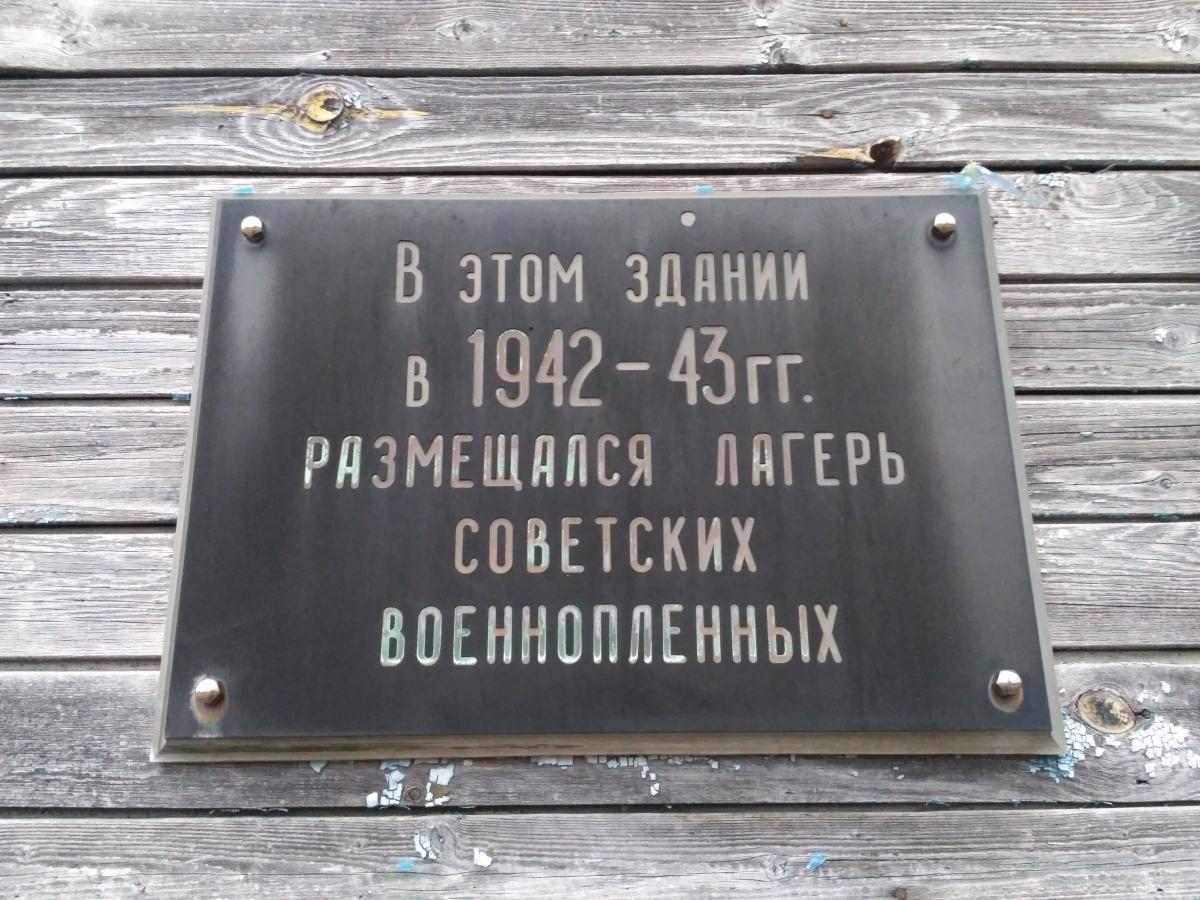 В ЭТОМ ЗДАНИИ
В 1942-43гг.
РАЗМЕЩАЛСЯ ЛАГЕРЬ
СОВЕТСКИХ
ВОЕННОПЛЕННЫХ